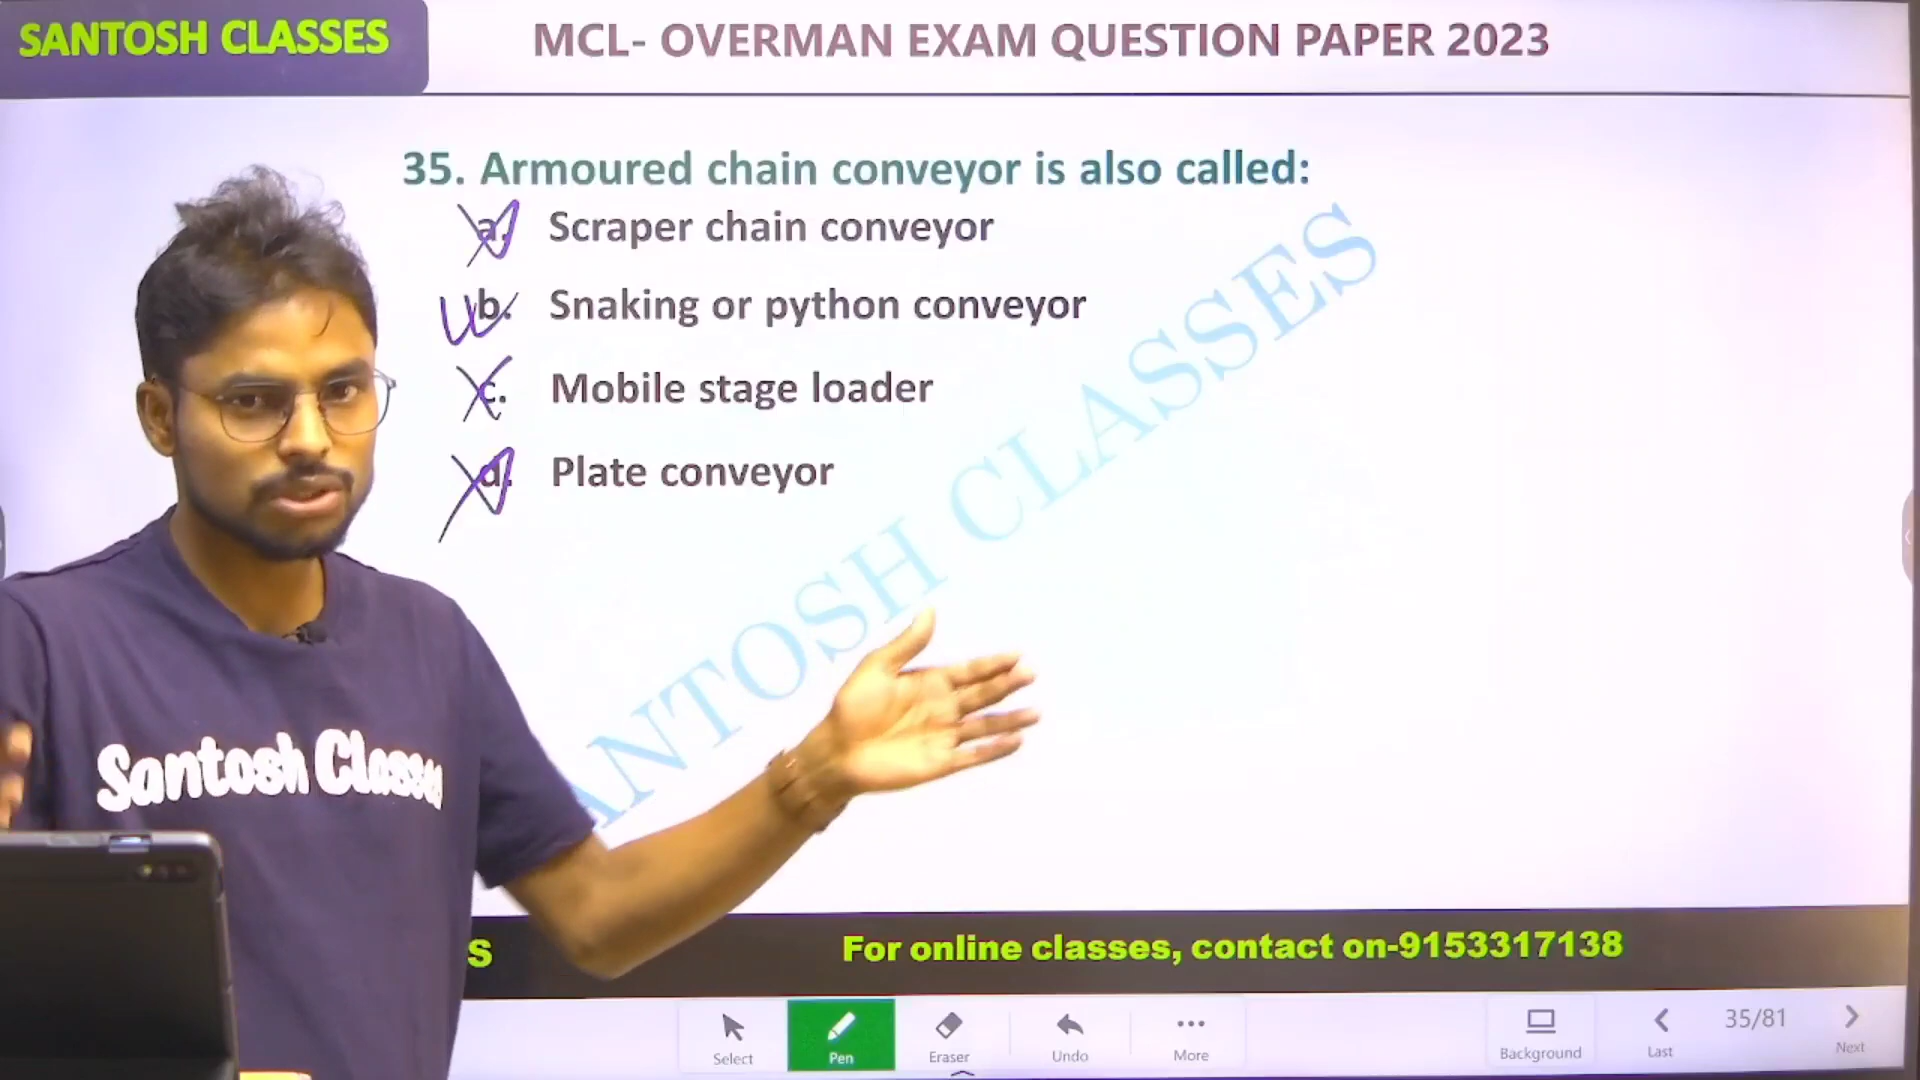 SANTOSH CLASSES
MCL- OVERMAN EXAM QUESTION PAPER 2023
35. Armoured chain conveyor is also called:
a. Scraper chain conveyor
b. Snaking or python conveyor
c. Mobile stage loader
d. Plate conveyor
ANTOSH CLASSES
Santosh Classes
S
For online classes, contact on-9153317138
Select
Pen
Eraser
Undo
More
Background
Last
35/81
Next